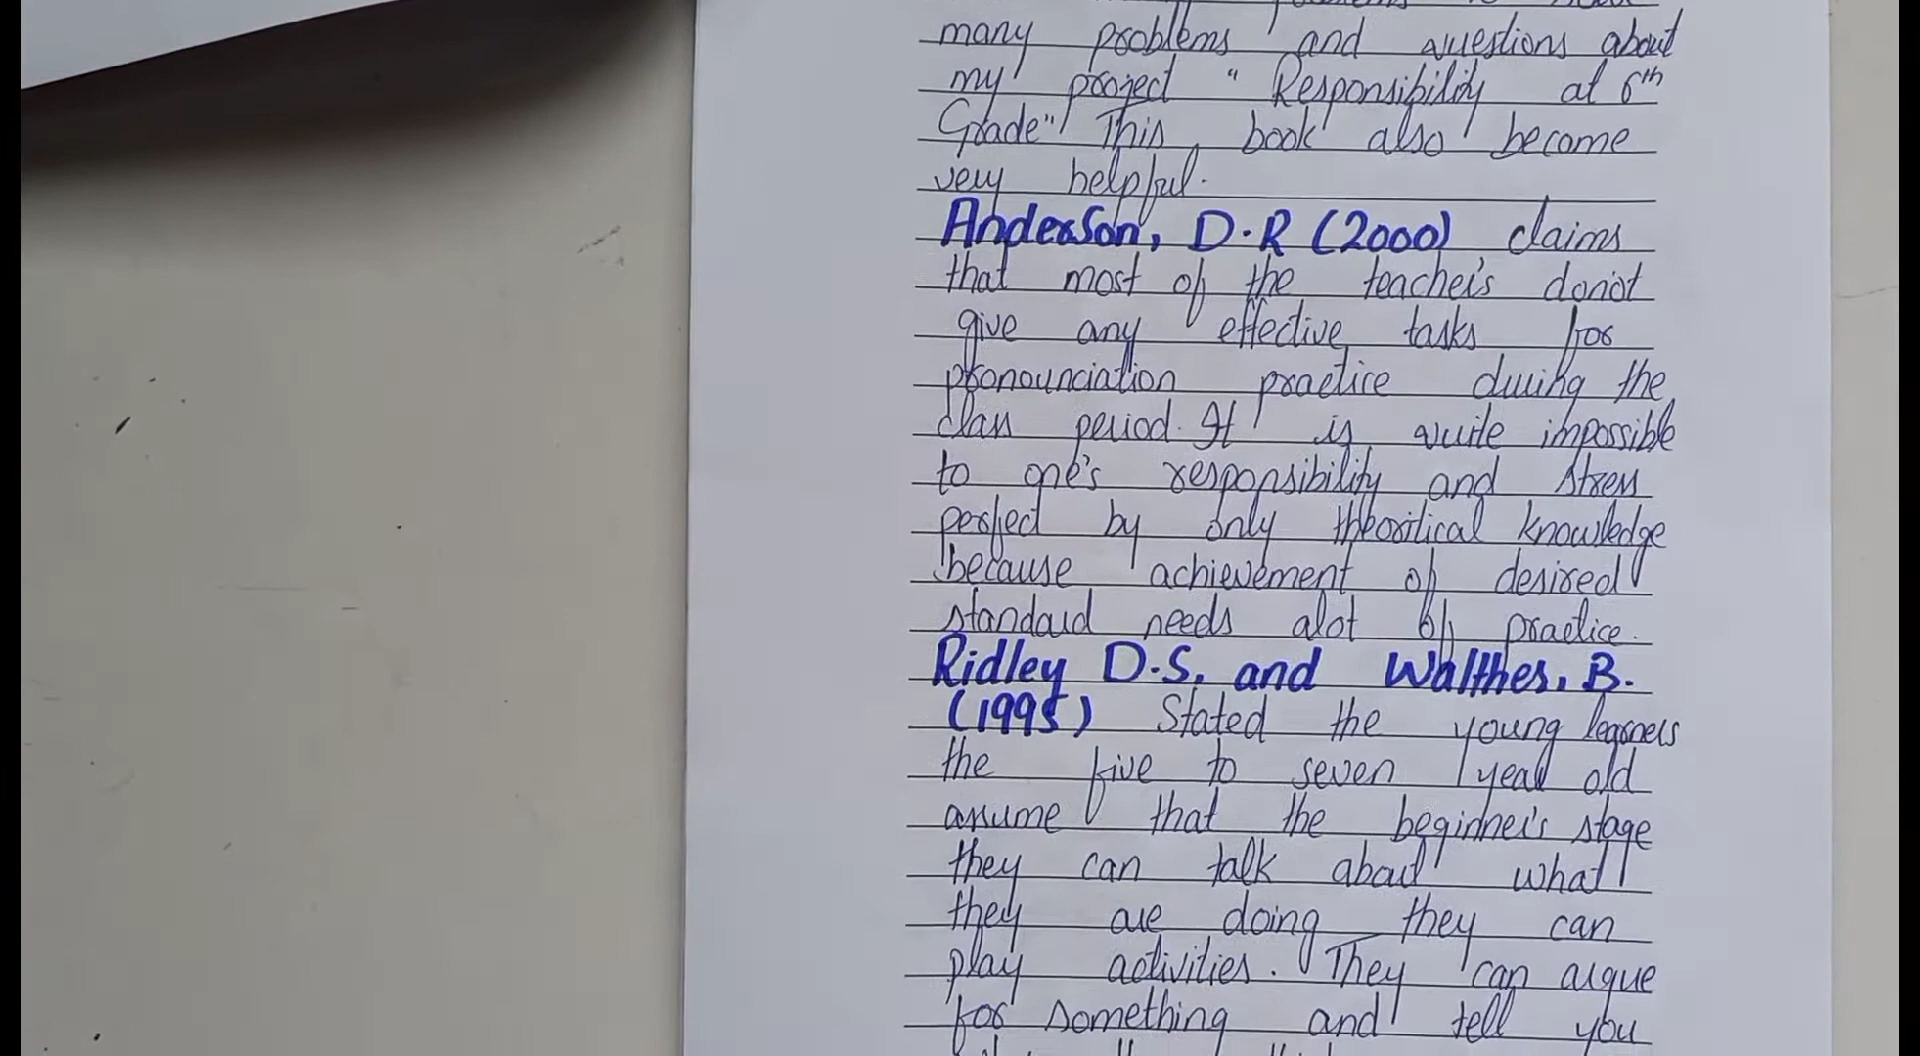 many problems and questions about
my project " Responsibility at 6th
Grade" This book also become
very helpful.
Anderson, D.R (2000) claims
that most of the teacher's donot
give any effective tasks for
pronounciation practice during the
class period. It is quite impossible
to one's responsibility and stress
perfect by only theoritical knowledge
because achievement of desired
standard needs alot of practice.
Ridley D.S. and Walther, B.
(1995) Stated the young learners
the five to seven year old
assume that the beginner's stage
they can talk about what
they are doing they can
play activities. They can argue
for something and tell you